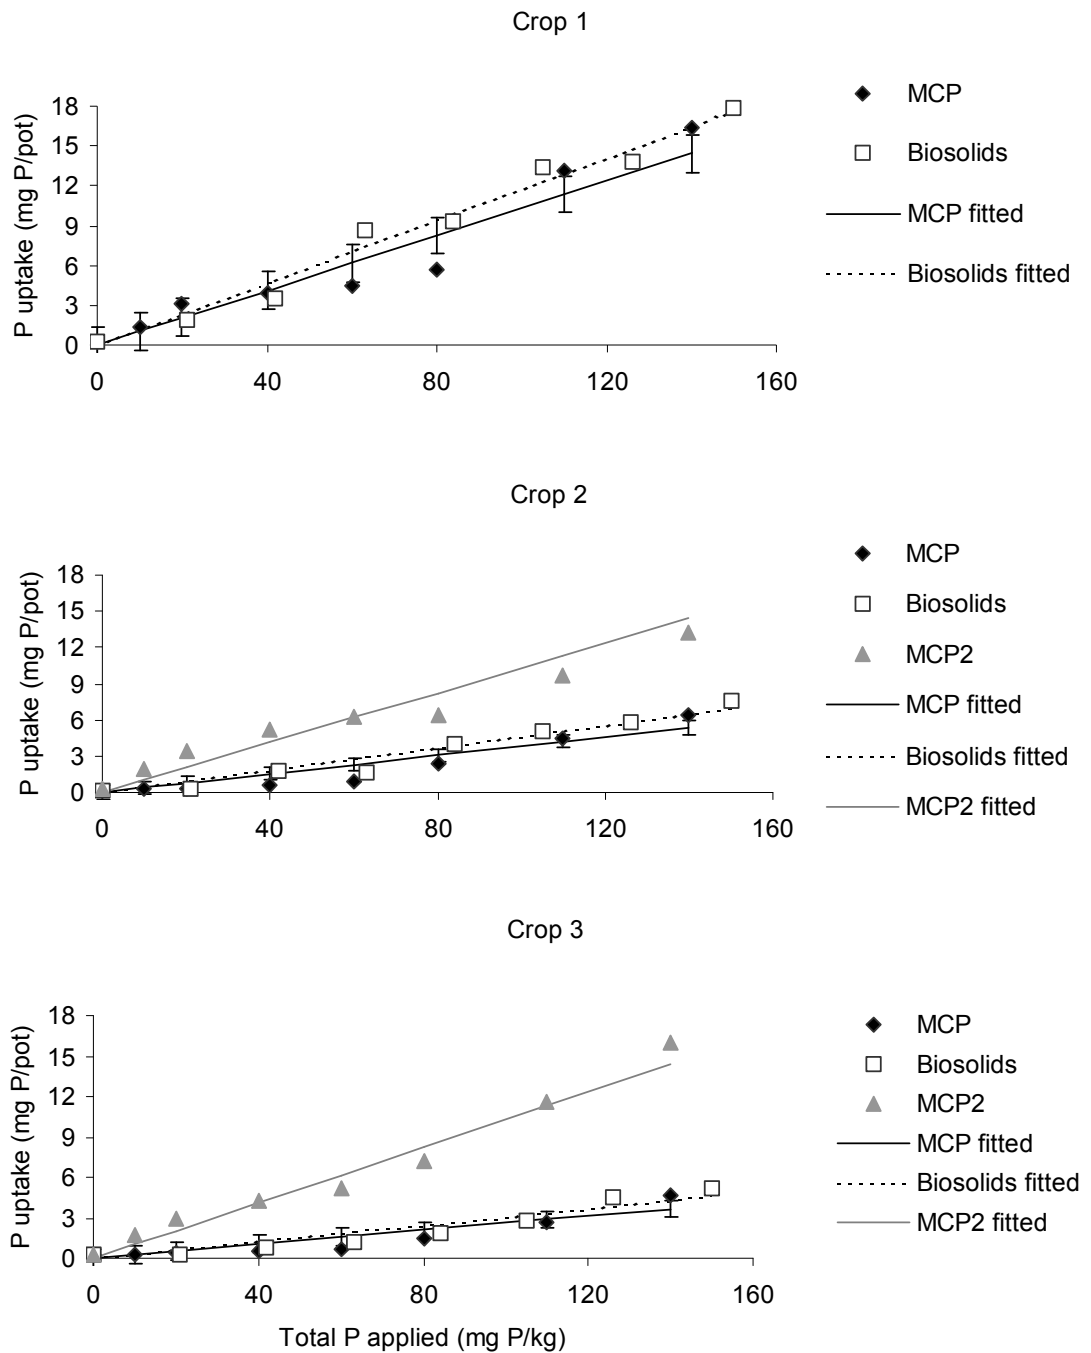 Crop 1
P uptake (mg P/pot)
18
15
12
9
6
3
0
0 40 80 120 160
MCP
Biosolids
MCP fitted
Biosolids fitted
Crop 2
P uptake (mg P/pot)
18
15
12
9
6
3
0
0 40 80 120 160
MCP
Biosolids
MCP2
MCP fitted
Biosolids fitted
MCP2 fitted
Crop 3
P uptake (mg P/pot)
18
15
12
9
6
3
0
0 40 80 120 160
Total P applied (mg P/kg)
MCP
Biosolids
MCP2
MCP fitted
Biosolids fitted
MCP2 fitted